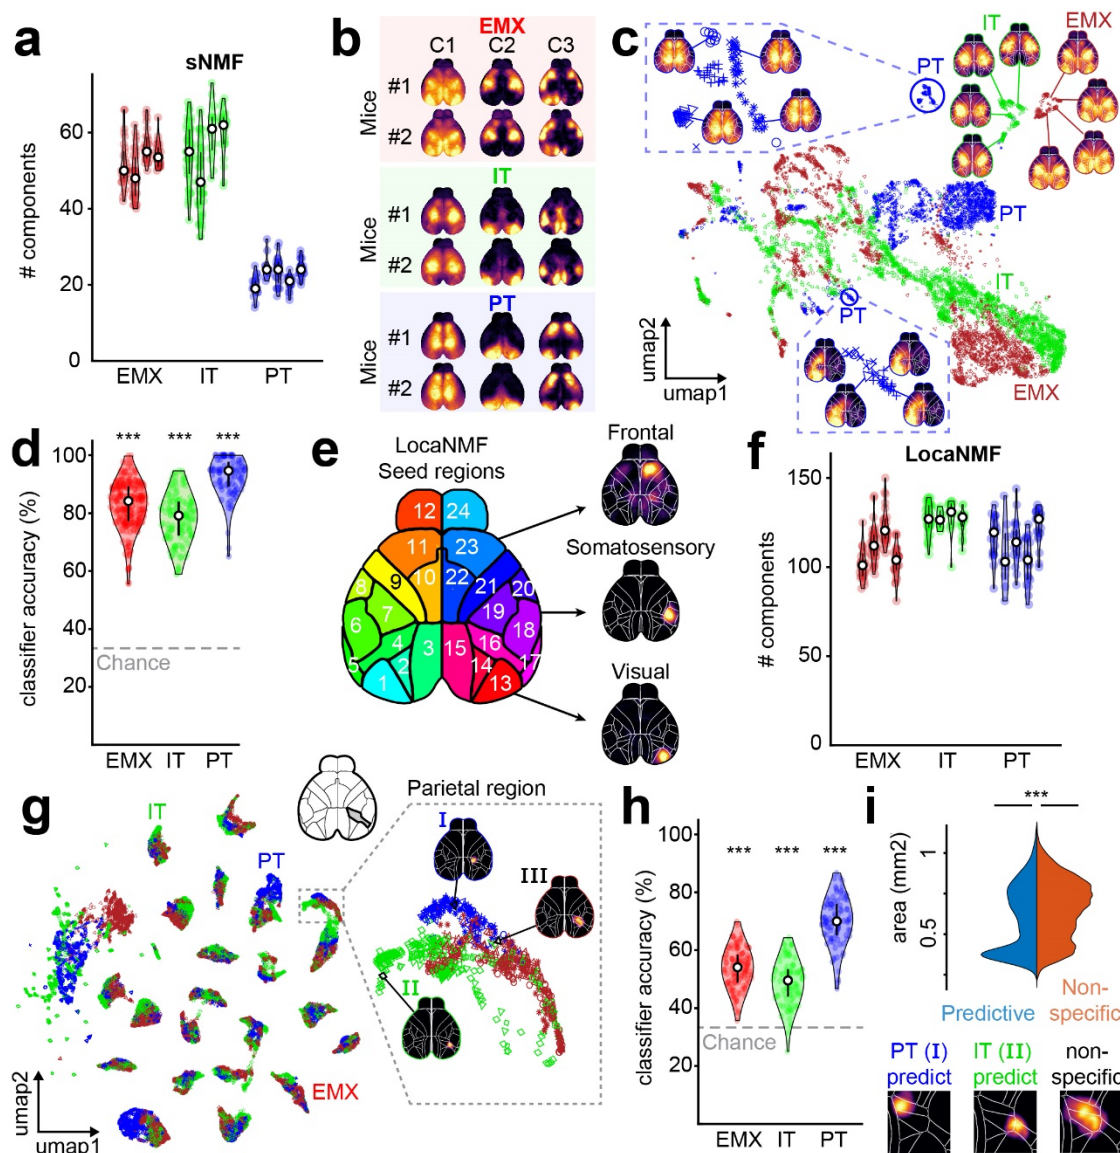 a
sNMF
# components
60
40
20
0
EMX
IT
PT
b
EMX
C1
C2
C3
Mice
#1
#2
IT
Mice
#1
#2
PT
Mice
#1
#2
c
PT
IT
EMX
PT
IT
PT
EMX
umap2
umap1
d
***
***
***
classifier accuracy (%)
100
80
60
40
20
Chance
EMX
IT
PT
e
LocaNMF
Seed regions
12
24
11
23
10
22
9
21
8
20
7
19
6
18
5
17
4
16
3
15
2
14
1
13
Frontal
Somatosensory
Visual
f
LocaNMF
# components
150
100
50
0
EMX
IT
PT
g
IT
PT
EMX
umap2
umap1
Parietal region
I
II
III
h
***
***
***
classifier accuracy (%)
100
80
60
40
20
Chance
EMX
IT
PT
i
***
area (mm2)
1
0.5
Predictive
Non-
specific
PT (I)
predict
IT (II)
predict
non-
specific